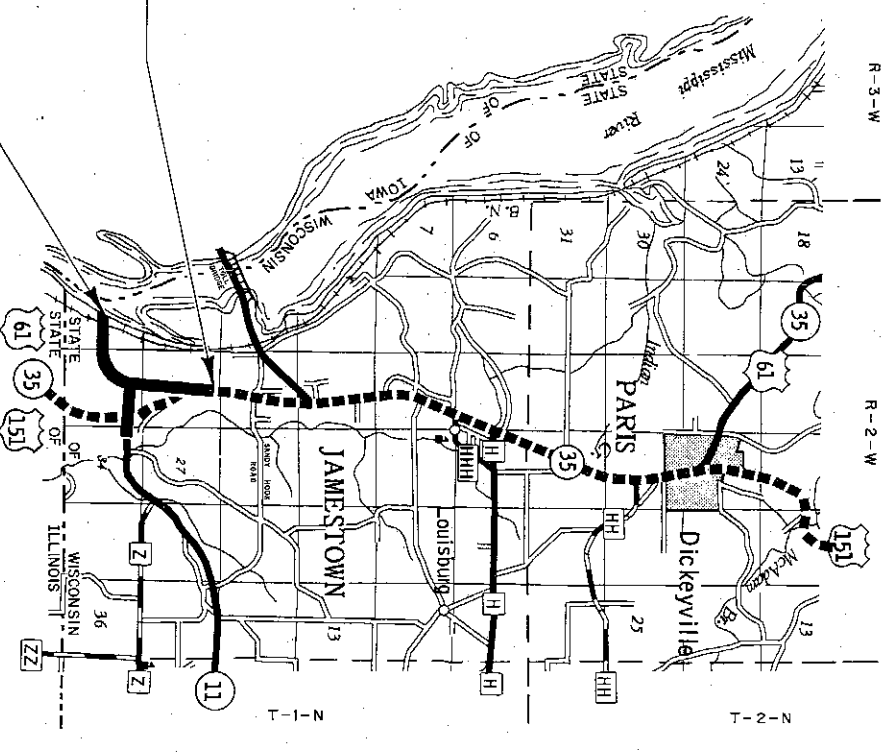 R-3-W
R-2-W
T-2-N
T-1-N
Mississippi
River
STATE OF
STATE OF
IOWA
WISCONSIN
B.N.
13
24
18
30
31
6
7
35
61
Indian
PARIS
Dickeyville
151
McAdam
Br.
13
25
HH
HH
35
H
HHH
H
H
Louisburg
JAMESTOWN
13
SANDY HOOK
ROAD
27
34
36
Z
Z
ZZ
11
STATE OF
STATE OF
WISCONSIN
ILLINOIS
61
35
151